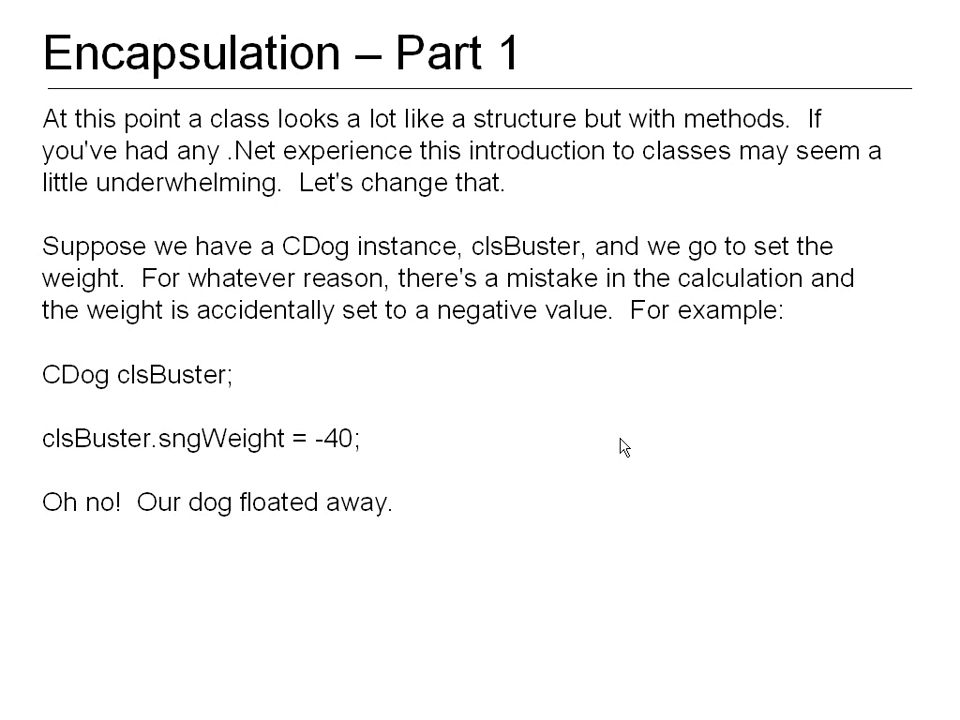 Encapsulation – Part 1
At this point a class looks a lot like a structure but with methods.  If
you've had any .Net experience this introduction to classes may seem a
little underwhelming.  Let's change that.
Suppose we have a CDog instance, clsBuster, and we go to set the
weight.  For whatever reason, there's a mistake in the calculation and
the weight is accidentally set to a negative value.  For example:
CDog clsBuster;
clsBuster.sngWeight = -40;
Oh no!  Our dog floated away.